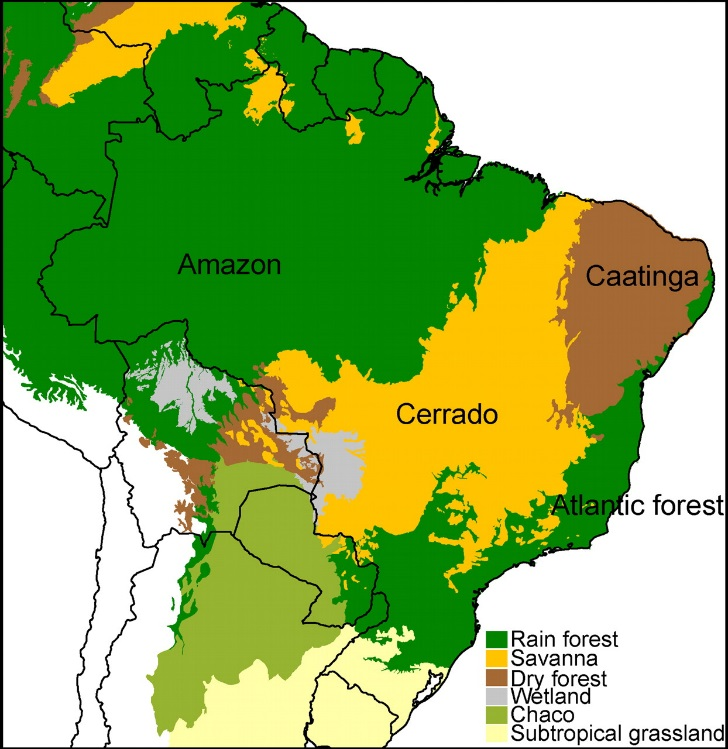 Amazon
Caatinga
Cerrado
Atlantic forest
Rain forest
Savanna
Dry forest
Wetland
Chaco
Subtropical grassland